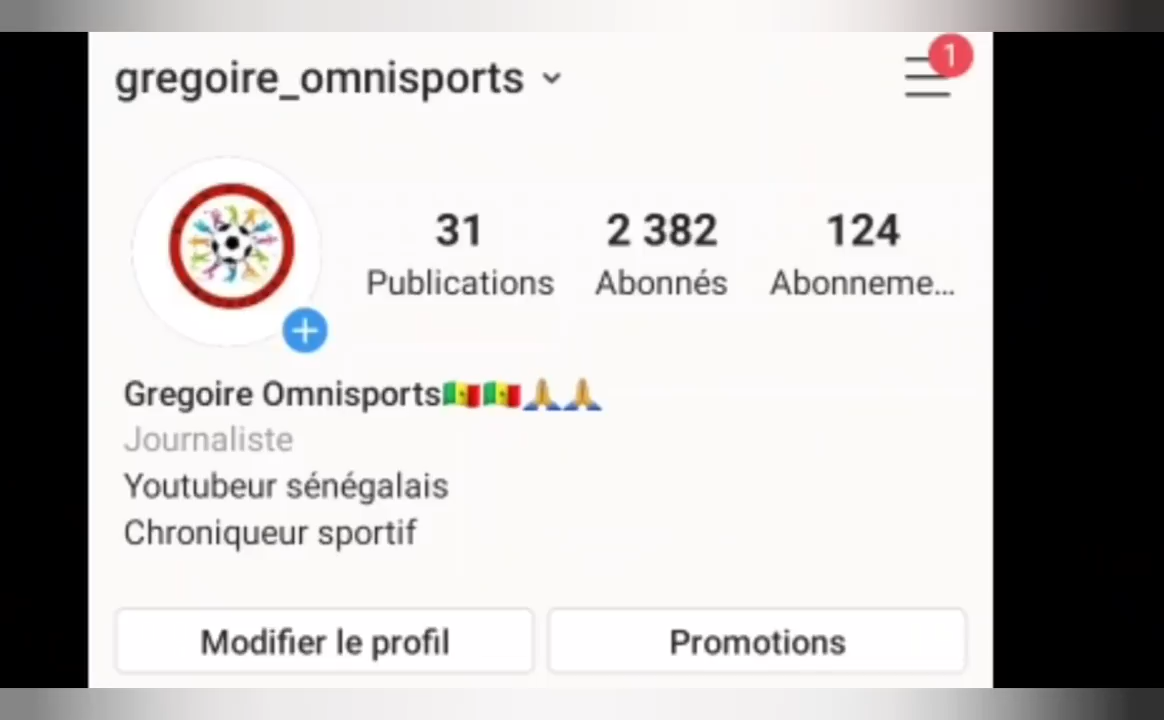 gregoire_omnisports
1
31 2 382 124
Publications Abonnés Abonneme...
Gregoire Omnisports🇸🇳🇸🇳🙏🙏
Journaliste
Youtubeur sénégalais
Chroniqueur sportif
Modifier le profil Promotions